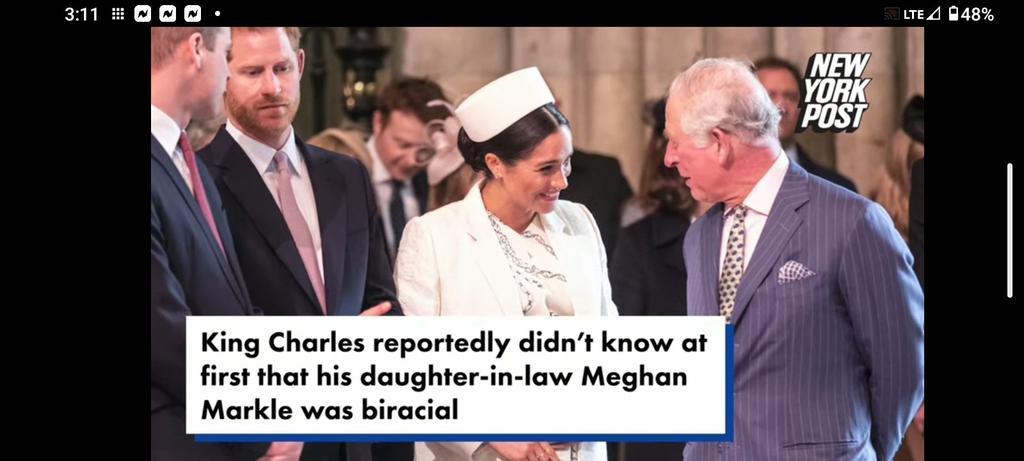 3:11
LTE
48%
NEW
YORK
POST
King Charles reportedly didn't know at
first that his daughter-in-law Meghan
Markle was biracial